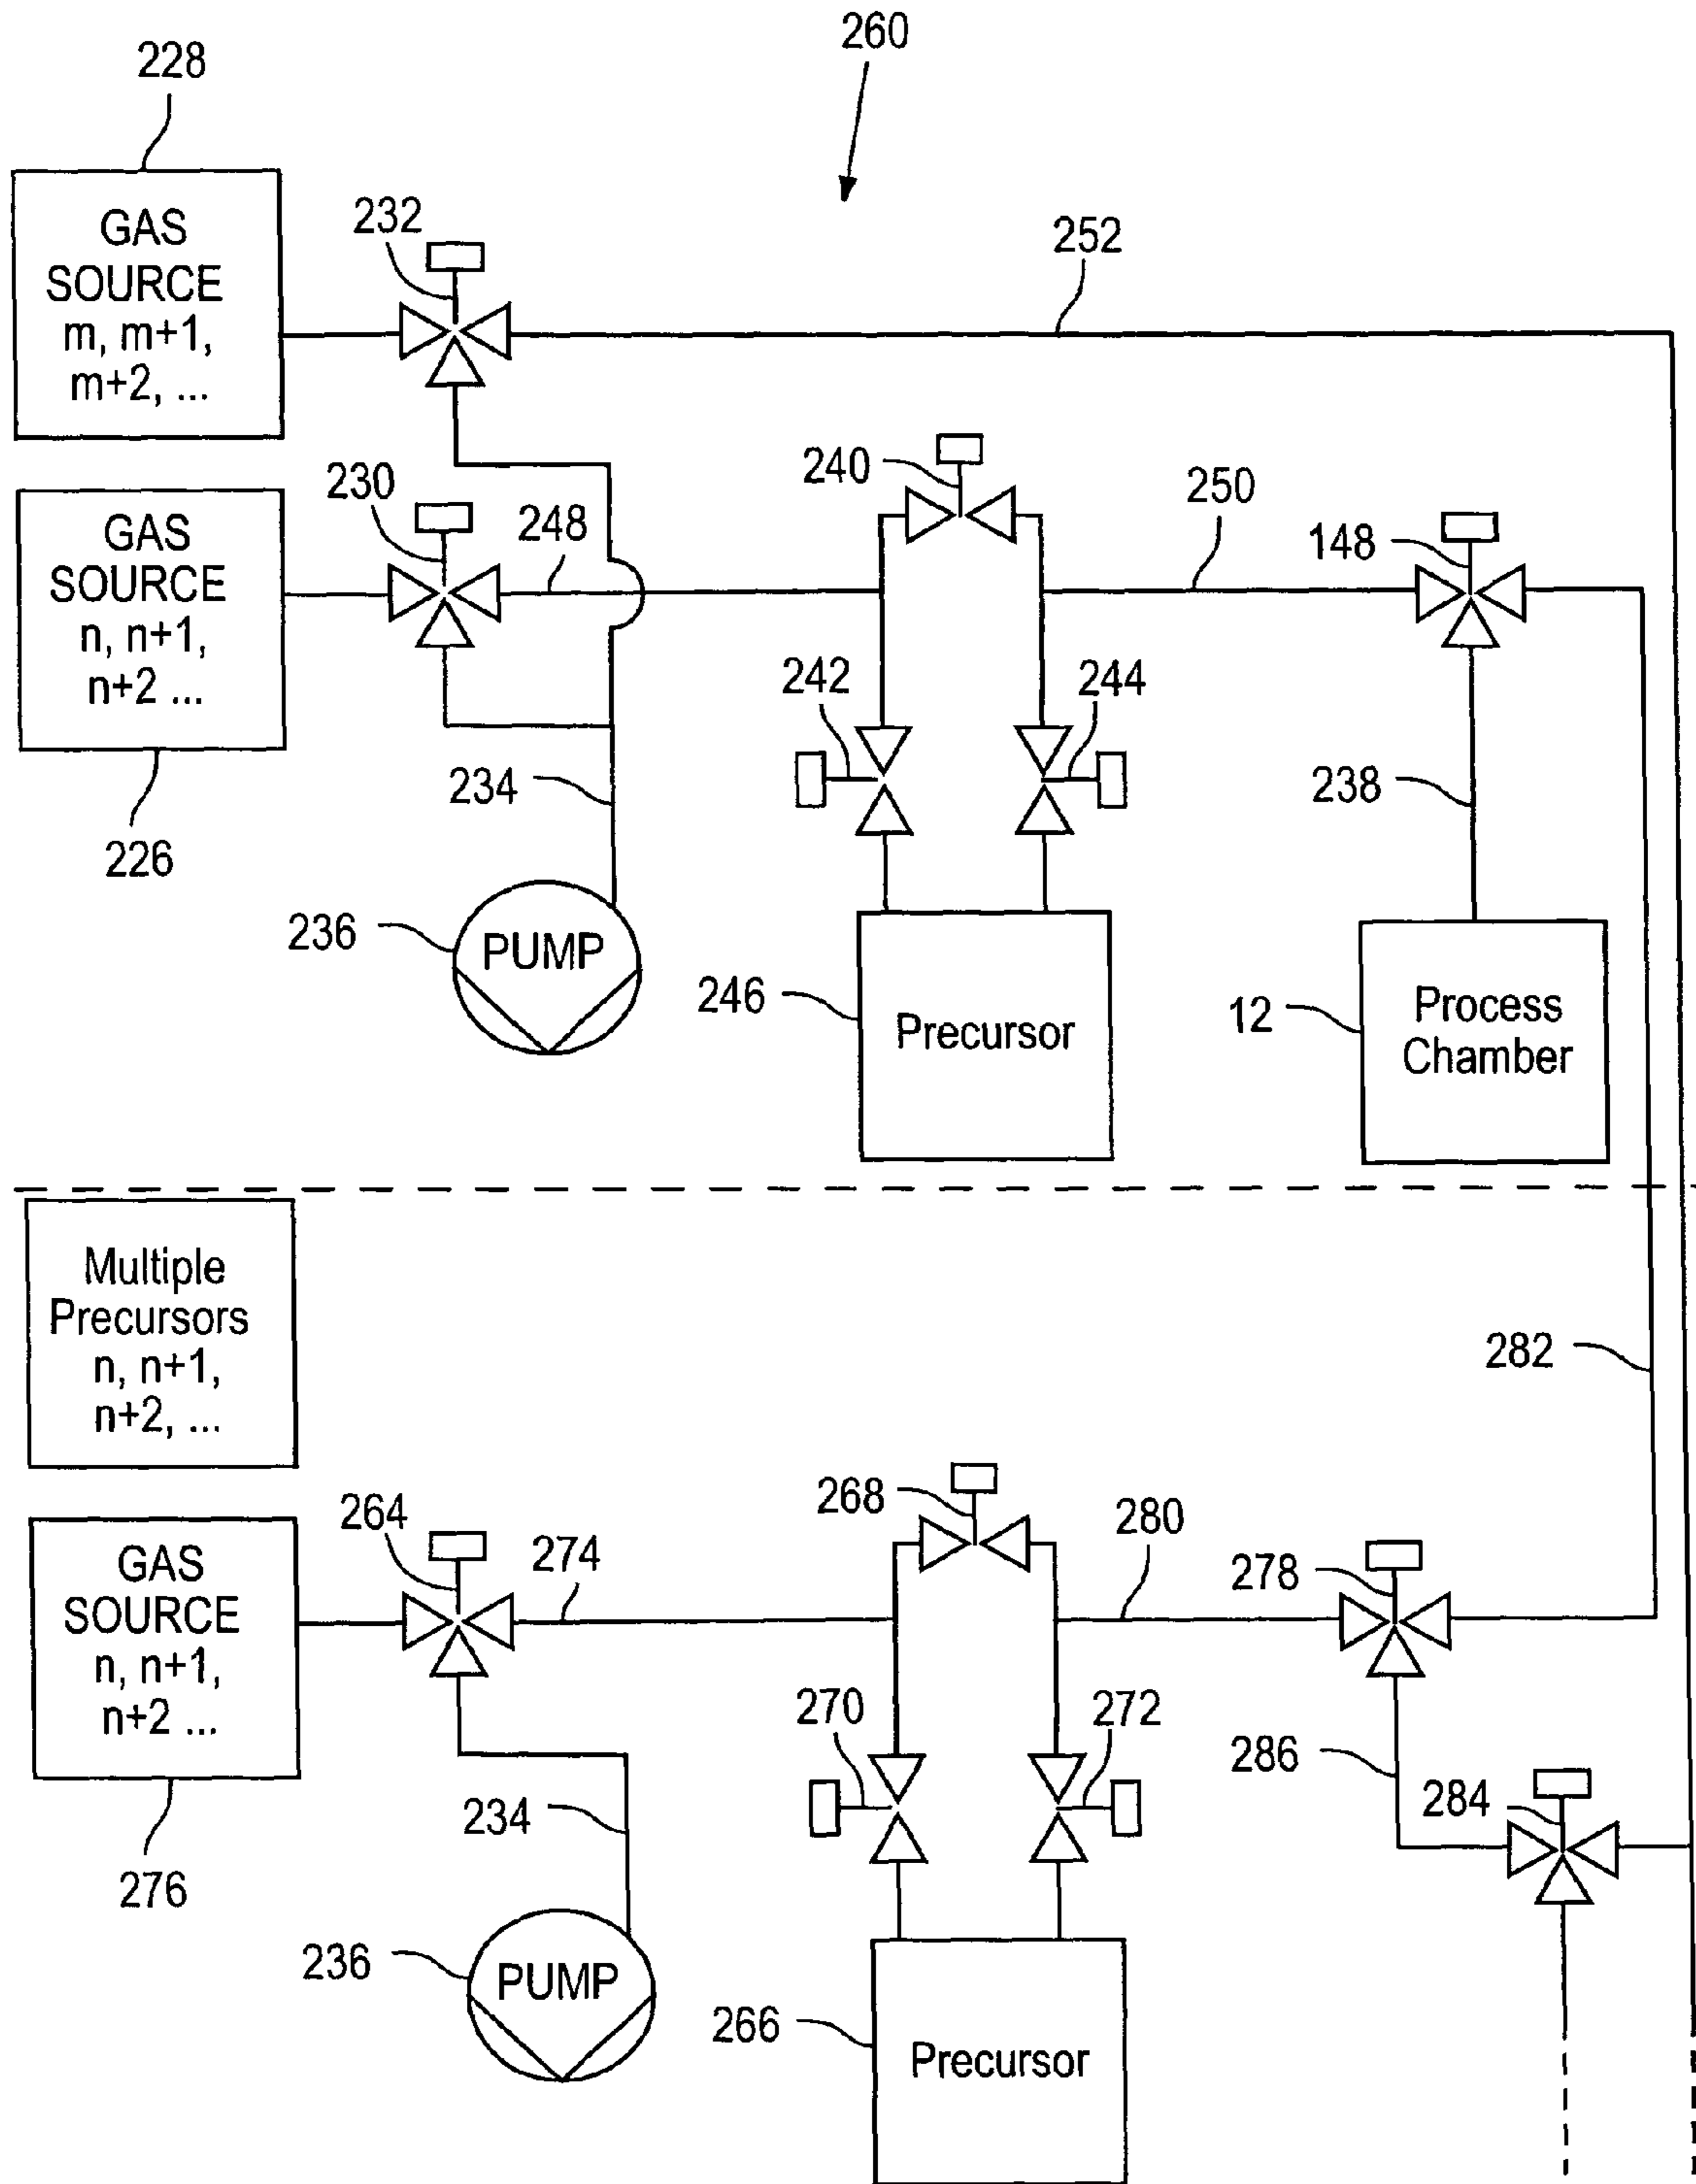 260
228
GAS
SOURCE
m, m+1,
m+2, ...
232
252
GAS
SOURCE
n, n+1,
n+2 ...
226
230
248
240
250
148
242
244
234
238
236
PUMP
246
Precursor
12
Process
Chamber
Multiple
Precursors
n, n+1,
n+2, ...
282
GAS
SOURCE
n, n+1,
n+2 ...
276
264
274
268
280
278
270
272
286
284
234
236
PUMP
266
Precursor